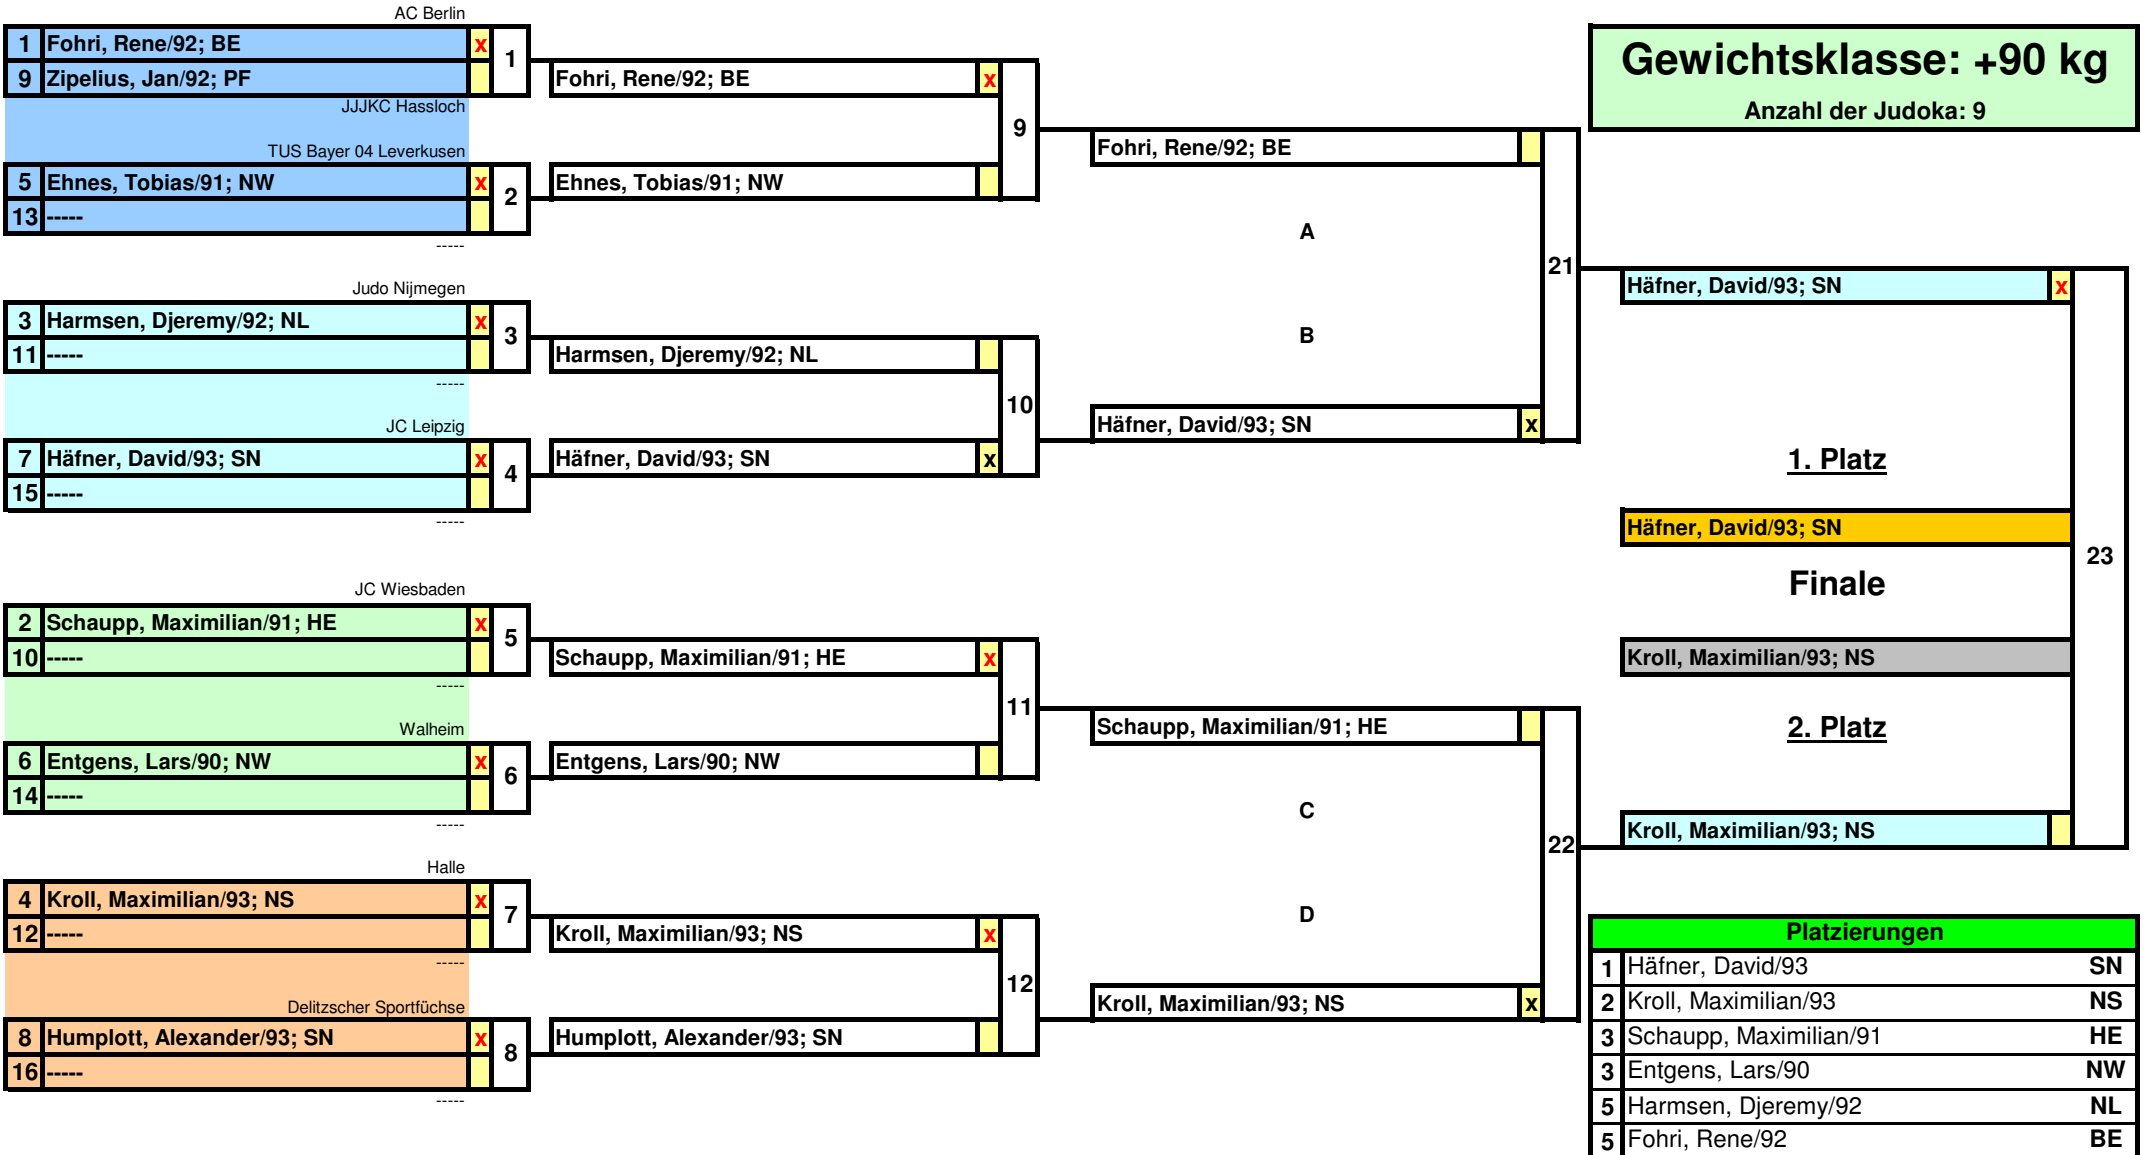 AC Berlin
1 Fohri, Rene/92; BE x
9 Zipelius, Jan/92; PF
1
JJJKC Hassloch
TUS Bayer 04 Leverkusen
5 Ehnes, Tobias/91; NW x
13 -----
2
-----
Judo Nijmegen
3 Harmsen, Djeremy/92; NL x
11 -----
3
-----
JC Leipzig
7 Häfner, David/93; SN x
15 -----
4
-----
JC Wiesbaden
2 Schaupp, Maximilian/91; HE x
10 -----
5
-----
Walheim
6 Entgens, Lars/90; NW x
14 -----
6
-----
Halle
4 Kroll, Maximilian/93; NS x
12 -----
7
-----
Delitzscher Sportfüchse
8 Humplott, Alexander/93; SN x
16 -----
8
-----
Fohri, Rene/92; BE x
9
Ehnes, Tobias/91; NW
Harmsen, Djeremy/92; NL
10
Häfner, David/93; SN x
Schaupp, Maximilian/91; HE x
11
Entgens, Lars/90; NW
Kroll, Maximilian/93; NS x
12
Humplott, Alexander/93; SN
Fohri, Rene/92; BE
A
21
B
Häfner, David/93; SN x
Schaupp, Maximilian/91; HE
C
22
D
Kroll, Maximilian/93; NS x
Gewichtsklasse: +90 kg
Anzahl der Judoka: 9
Häfner, David/93; SN x
1. Platz
Häfner, David/93; SN
23
Finale
Kroll, Maximilian/93; NS
2. Platz
Kroll, Maximilian/93; NS
Platzierungen
1 Häfner, David/93 SN
2 Kroll, Maximilian/93 NS
3 Schaupp, Maximilian/91 HE
3 Entgens, Lars/90 NW
5 Harmsen, Djeremy/92 NL
5 Fohri, Rene/92 BE